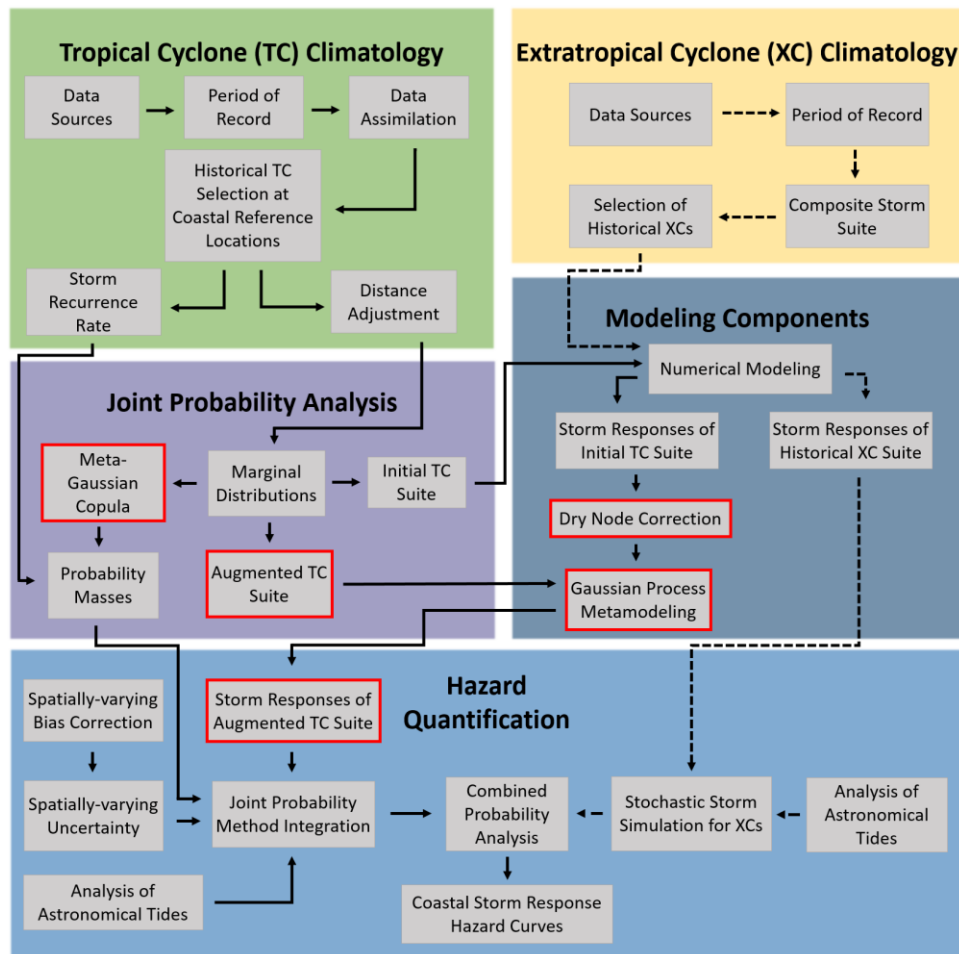 Tropical Cyclone (TC) Climatology
Data
Sources
Period of
Record
Data
Assimilation
Historical TC
Selection at
Coastal Reference
Locations
Storm
Recurrence
Rate
Distance
Adjustment
Extratropical Cyclone (XC) Climatology
Data Sources
Period of Record
Selection of
Historical XCs
Composite Storm
Suite
Joint Probability Analysis
Meta-
Gaussian
Copula
Marginal
Distributions
Initial TC
Suite
Probability
Masses
Augmented TC
Suite
Modeling Components
Numerical Modeling
Storm Responses of
Initial TC Suite
Storm Responses of
Historical XC Suite
Dry Node Correction
Gaussian Process
Metamodeling
Hazard
Quantification
Spatially-varying
Bias Correction
Storm Responses of
Augmented TC Suite
Spatially-varying
Uncertainty
Joint Probability
Method Integration
Combined
Probability
Analysis
Stochastic Storm
Simulation for XCs
Analysis of
Astronomical
Tides
Analysis of
Astronomical Tides
Coastal Storm Response
Hazard Curves